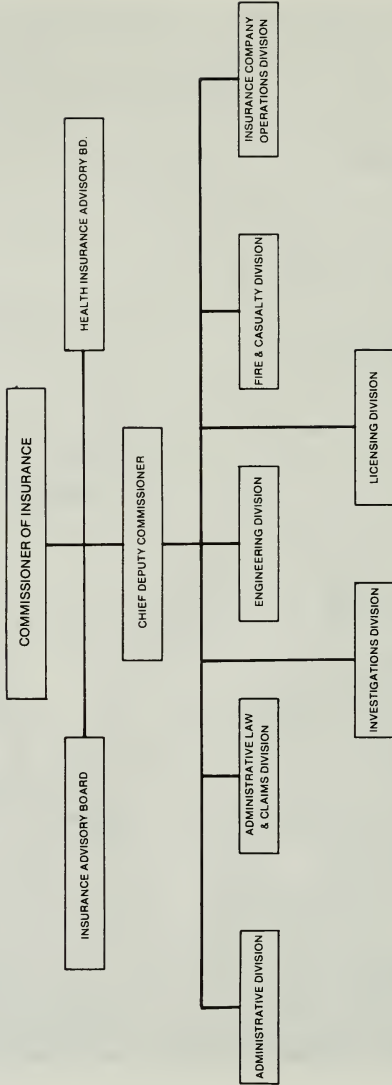 COMMISSIONER OF INSURANCE
INSURANCE ADVISORY BOARD
HEALTH INSURANCE ADVISORY BD.
CHIEF DEPUTY COMMISSIONER
ADMINISTRATIVE DIVISION
ADMINISTRATIVE LAW
& CLAIMS DIVISION
ENGINEERING DIVISION
FIRE & CASUALTY DIVISION
INSURANCE COMPANY
OPERATIONS DIVISION
INVESTIGATIONS DIVISION
LICENSING DIVISION